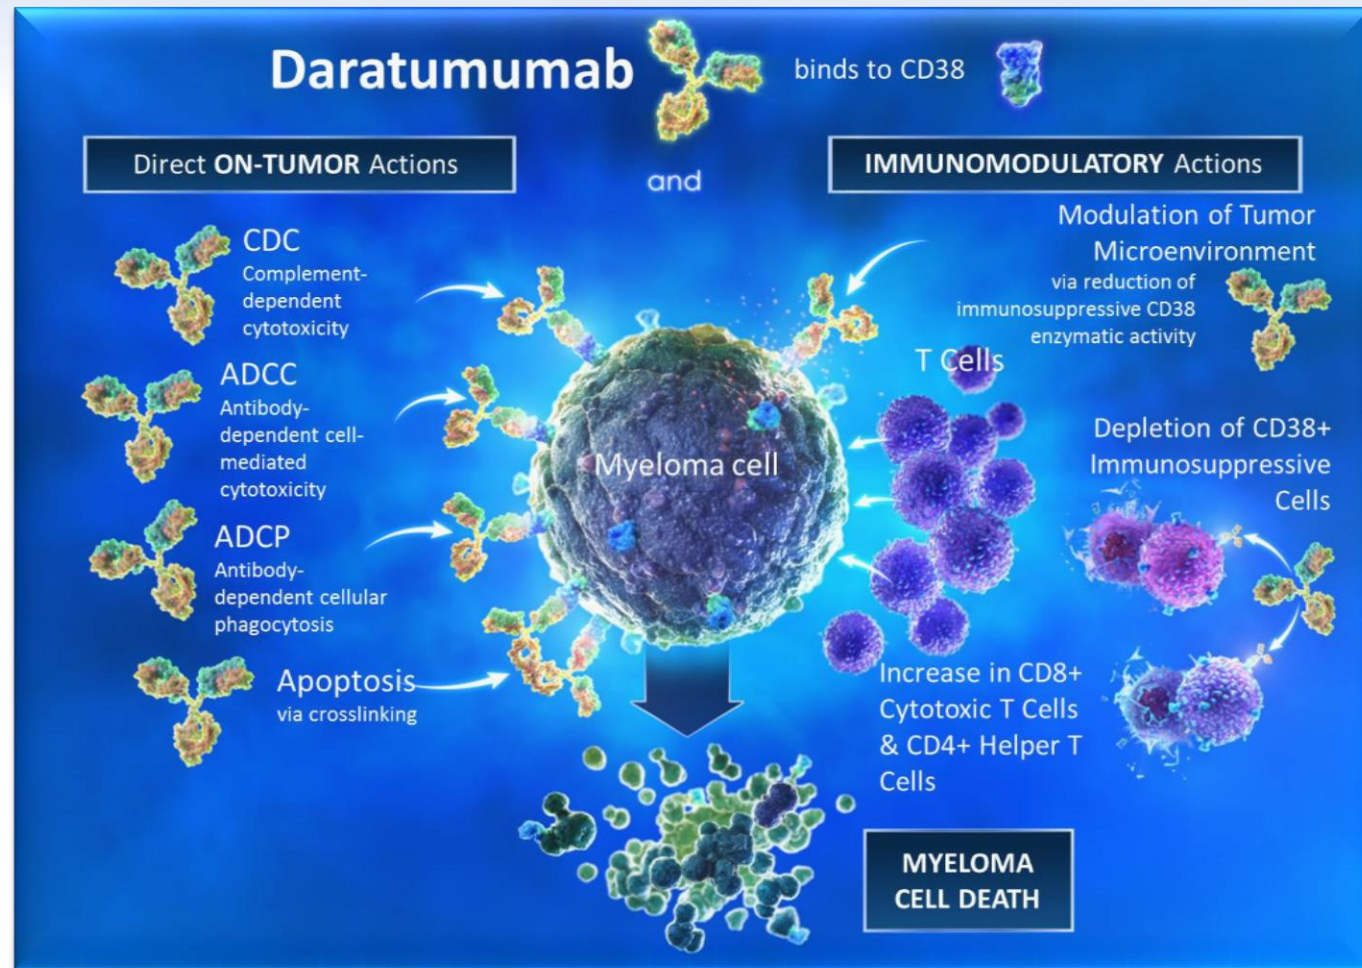 Daratumumab
binds to CD38
and
Direct ON-TUMOR Actions
CDC
Complement-
dependent
cytotoxicity
ADCC
Antibody-
dependent cell-
mediated
cytotoxicity
ADCP
Antibody-
dependent cellular
phagocytosis
Apoptosis
via crosslinking
Myeloma cell
IMMUNOMODULATORY Actions
Modulation of Tumor
Microenvironment
via reduction of
immunosuppressive CD38
enzymatic activity
T Cells
Depletion of CD38+
Immunosuppressive
Cells
Increase in CD8+
Cytotoxic T Cells
& CD4+ Helper T
Cells
MYELOMA
CELL DEATH